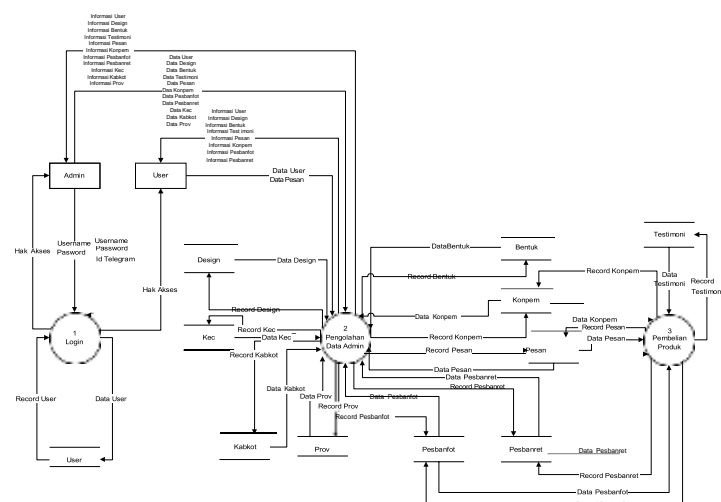 Informasi User
Informasi Design
Informasi Bentuk
Informasi Testimoni
Informasi Pesan
Informasi Konpem
Informasi Pesbanfot
Informasi Pesbanret
Informasi Kec
Informasi Kabkot
Informasi Prov
Data User
Data Design
Data Bentuk
Data Testimoni
Data Pesan
Daa Konpem
Data Pesbanfot
Data Pesbanret
Data Kec
Data Kabkot
Data Prov
Informasi User
Informasi Design
Informasi Bentuk
Informasi Test imoni
Informasi Pesan
Informasi Konpem
Informasi Pesbanfot
Informasi Pesbanret
Admin
User
Data User
Data Pesan
Hak Akses
Username
Pasword
Username
Password
Id Telegram
Hak Akses
Design
Data Design
Record Design
Kec
Record Kec
Data Kec
Record Kabkot
Data Kabkot
Kabkot
Data Prov
Record Prov
Prov
1
Login
Record User
Data User
User
2
Pengolahan
Data Admin
DataBentuk
Bentuk
Record Bentuk
Record Konpem
Konpem
Data Konpem
Data Konpem
Record Konpem
Record Pesan
Record Pesan
Data Pesan
Pesan
Data Pesan
Testimoni
Data
Testimoni
Record
Testimon
3
Pembelian
Produk
Data Pesbanret
Record Pesbanret
Data Pesbanfot
Record Pesbanfot
Pesbanfot
Pesbanret
Data Pesbanret
Record Pesbanret
Data Pesbanfot